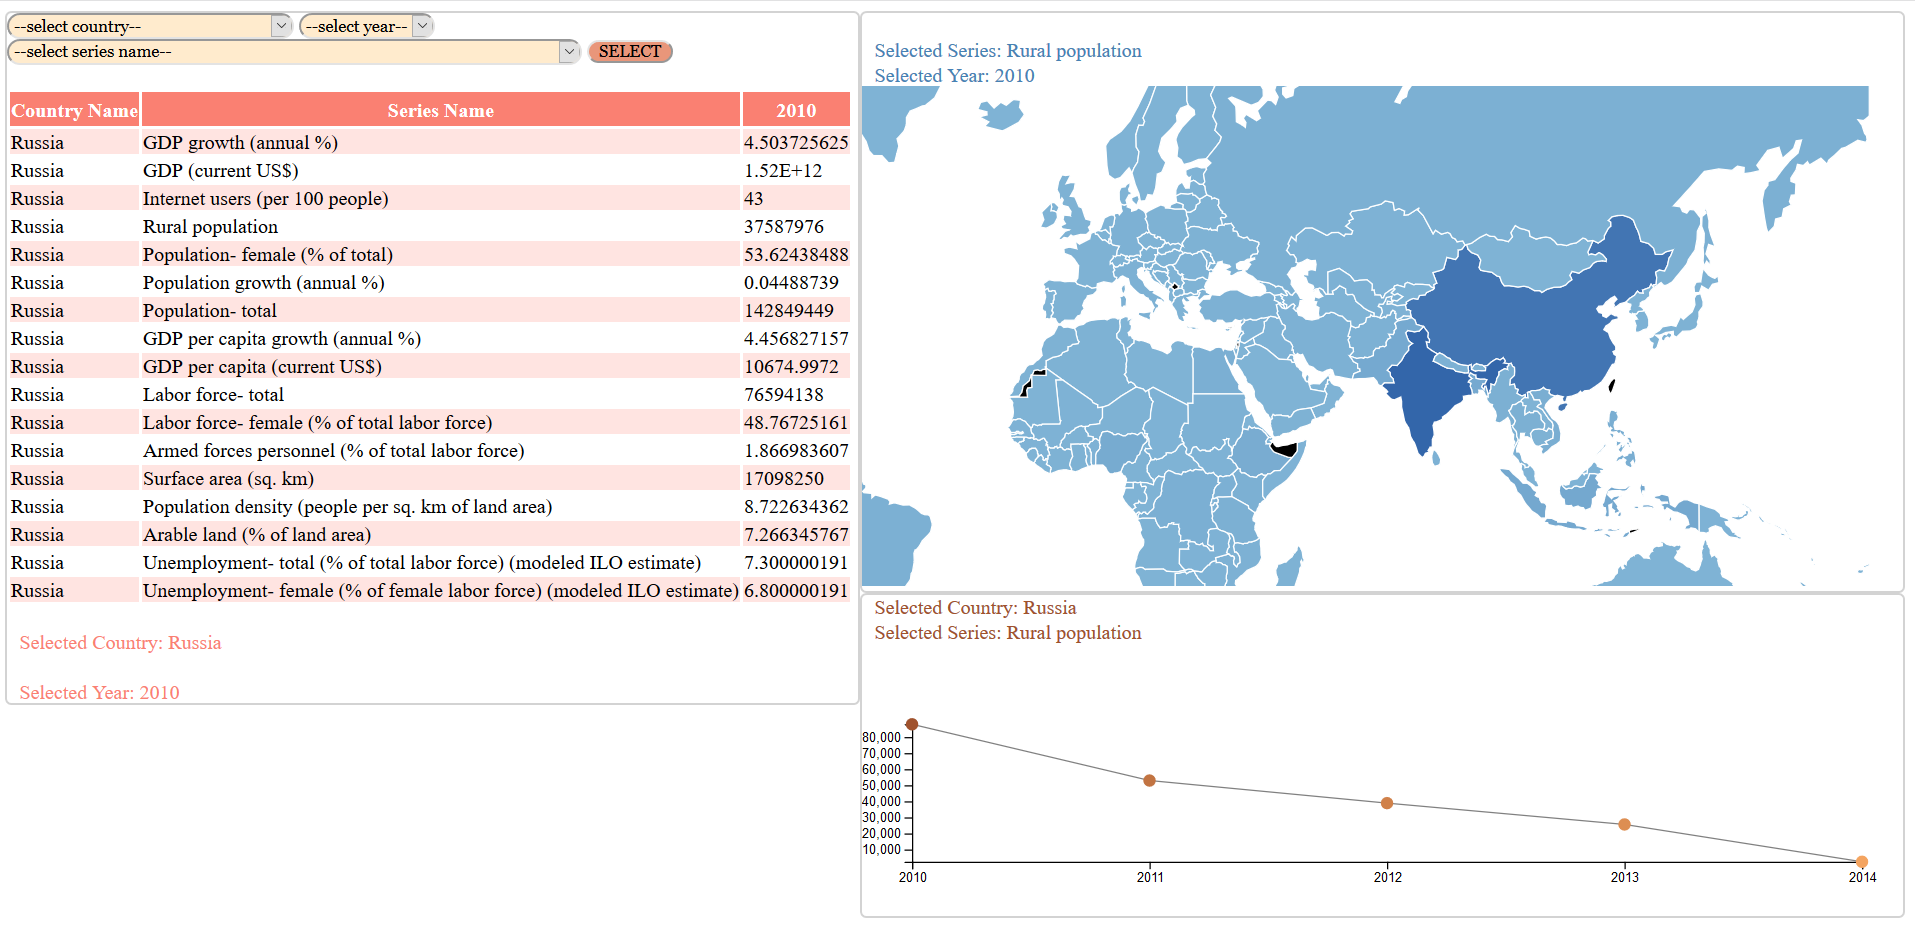 --select country-- --select year--
--select series name-- SELECT
Country Name Series Name 2010
Russia GDP growth (annual %) 4.503725625
Russia GDP (current US$) 1.52E+12
Russia Internet users (per 100 people) 43
Russia Rural population 37587976
Russia Population- female (% of total) 53.62438488
Russia Population growth (annual %) 0.04488739
Russia Population- total 142849449
Russia GDP per capita growth (annual %) 4.456827157
Russia GDP per capita (current US$) 10674.9972
Russia Labor force- total 76594138
Russia Labor force- female (% of total labor force) 48.76725161
Russia Armed forces personnel (% of total labor force) 1.866983607
Russia Surface area (sq. km) 17098250
Russia Population density (people per sq. km of land area) 8.722634362
Russia Arable land (% of land area) 7.266345767
Russia Unemployment- total (% of total labor force) (modeled ILO estimate) 7.300000191
Russia Unemployment- female (% of female labor force) (modeled ILO estimate) 6.800000191
Selected Country: Russia
Selected Year: 2010
Selected Series: Rural population
Selected Year: 2010
Selected Country: Russia
Selected Series: Rural population
80,000
70,000
60,000
50,000
40,000
30,000
20,000
10,000
2010 2011 2012 2013 2014